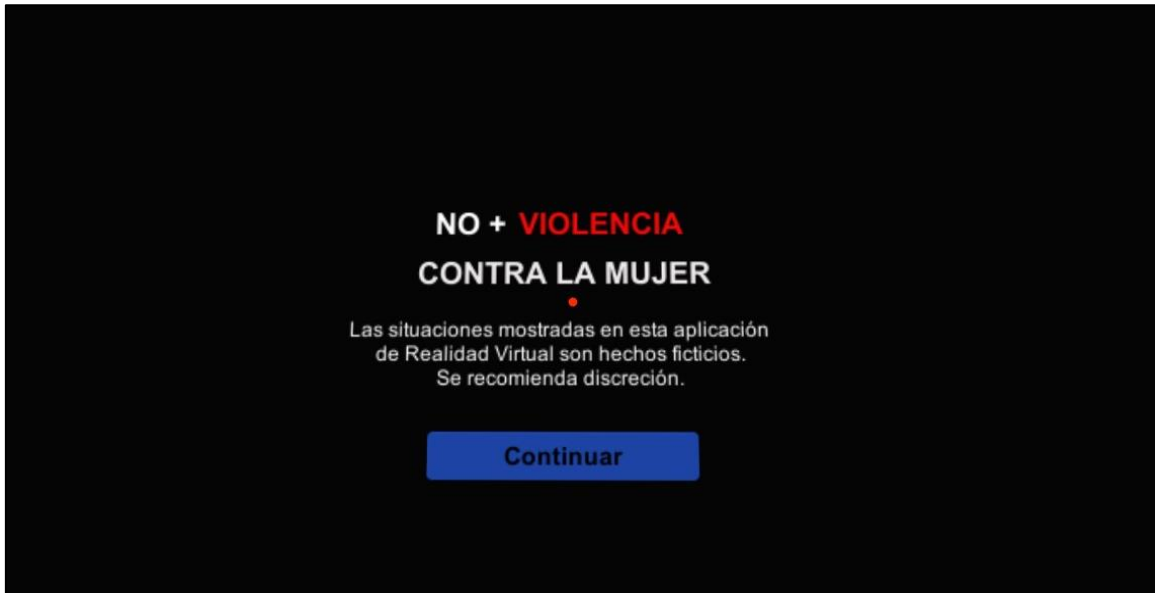 NO + VIOLENCIA
CONTRA LA MUJER
Las situaciones mostradas en esta aplicación
de Realidad Virtual son hechos ficticios.
Se recomienda discreción.
Continuar